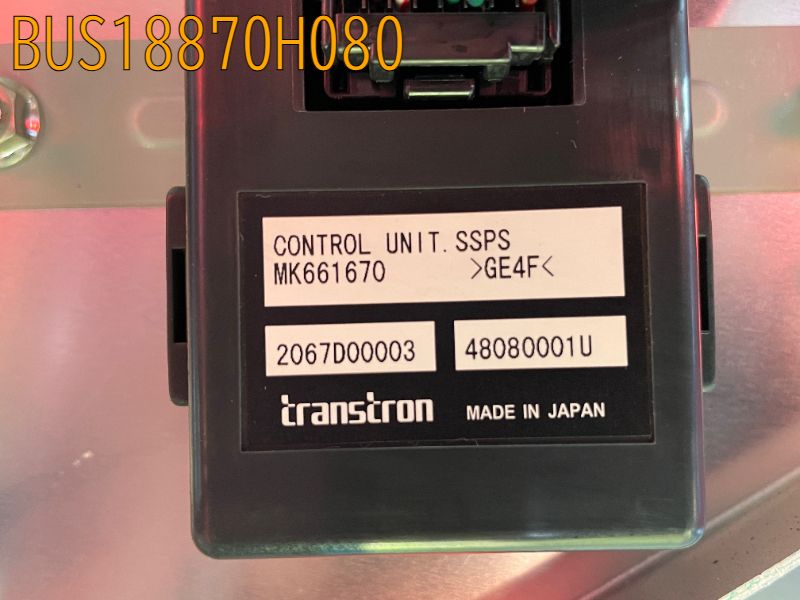 BUS18870H080
CONTROL UNIT.SSPS
MK661670 >GE4F<
2067D00003 48080001U
transtron MADE IN JAPAN